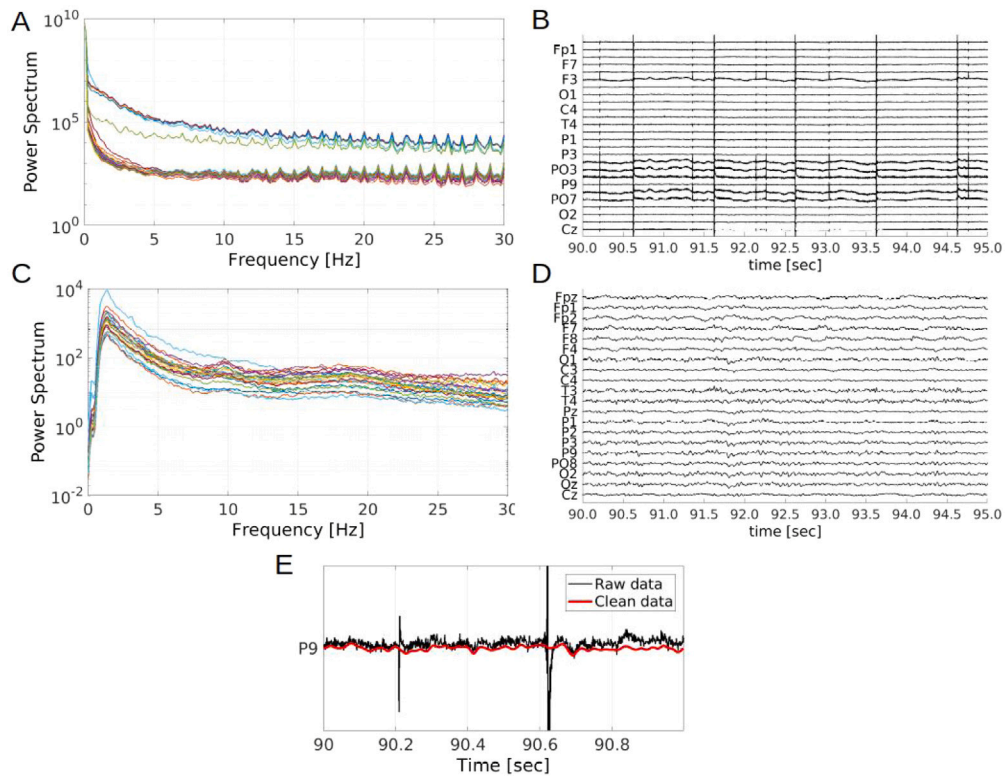 A
10^10
10^5
10^0
Power Spectrum
0 5 10 15 20 25 30
Frequency [Hz]
B
Fp1
F7
F3
O1
C4
T4
P1
P3
PO3
P9
PO7
O2
Cz
90.0 90.5 91.0 91.5 92.0 92.5 93.0 93.5 94.0 94.5 95.0
time [sec]
C
10^4
10^2
10^0
10^-2
Power Spectrum
0 5 10 15 20 25 30
Frequency [Hz]
D
Fpz
Fp1
Fp2
F7
F8
F4
O1
C3
C4
T3
T4
Pz
P1
P2
P3
P9
PO8
O2
Oz
Cz
90.0 90.5 91.0 91.5 92.0 92.5 93.0 93.5 94.0 94.5 95.0
time [sec]
E
Raw data
Clean data
P9
90 90.2 90.4 90.6 90.8
Time [sec]